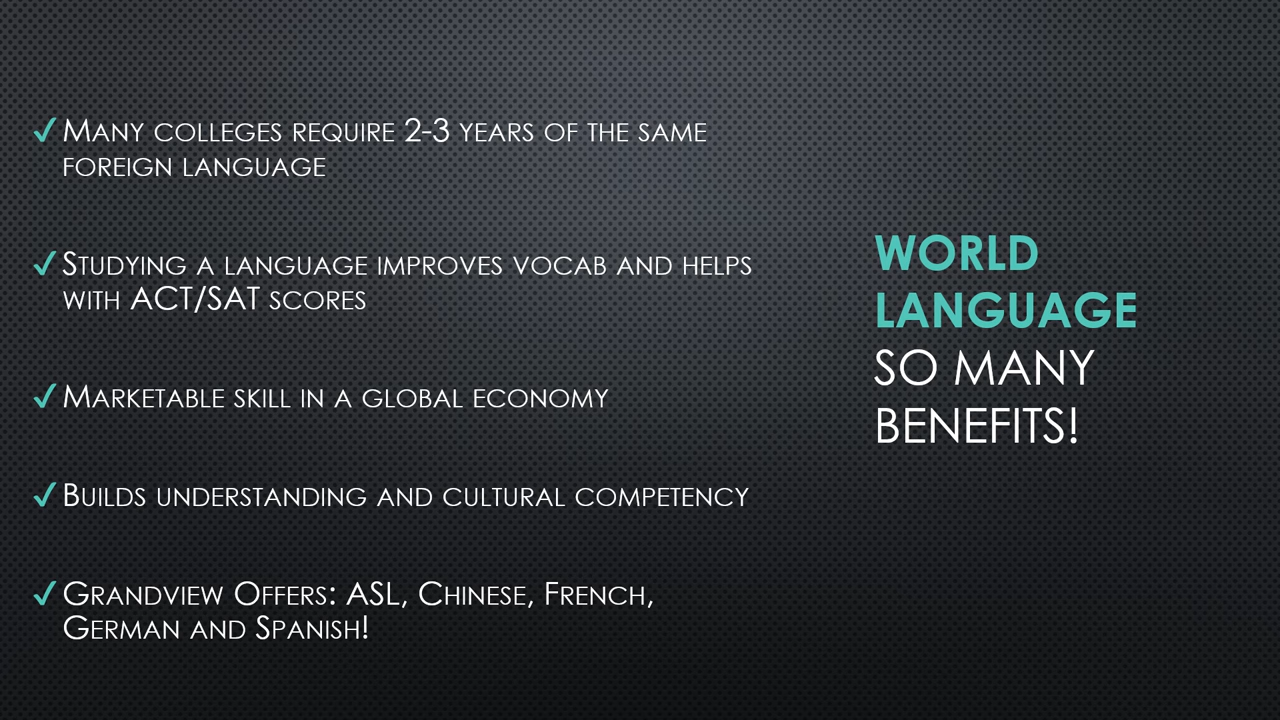 ✓Many colleges require 2-3 years of the same
foreign language
✓Studying a language improves vocab and helps
with ACT/SAT scores
✓Marketable skill in a global economy
✓Builds understanding and cultural competency
✓Grandview Offers: ASL, Chinese, French,
German and Spanish!
WORLD
LANGUAGE
SO MANY
BENEFITS!